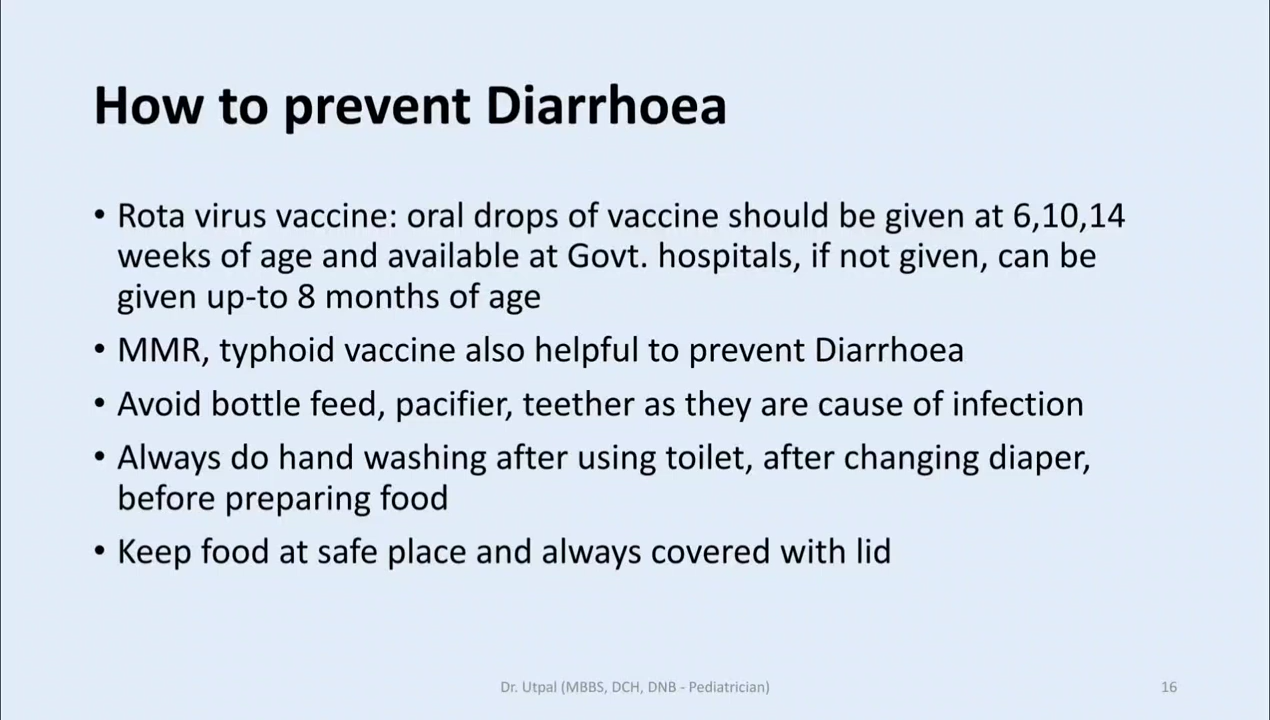 How to prevent Diarrhoea
• Rota virus vaccine: oral drops of vaccine should be given at 6,10,14
weeks of age and available at Govt. hospitals, if not given, can be
given up-to 8 months of age
• MMR, typhoid vaccine also helpful to prevent Diarrhoea
• Avoid bottle feed, pacifier, teether as they are cause of infection
• Always do hand washing after using toilet, after changing diaper,
before preparing food
• Keep food at safe place and always covered with lid
Dr. Utpal (MBBS, DCH, DNB - Pediatrician)
16